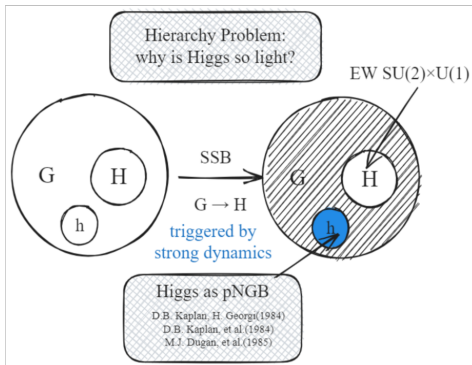 Hierarchy Problem:
why is Higgs so light?
EW SU(2)×U(1)
G
H
h
SSB
G → H
triggered by
strong dynamics
G
H
h
Higgs as pNGB
D.B. Kaplan, H. Georgi(1984)
D.B. Kaplan, et al.(1984)
M.J. Dugan, et al.(1985)